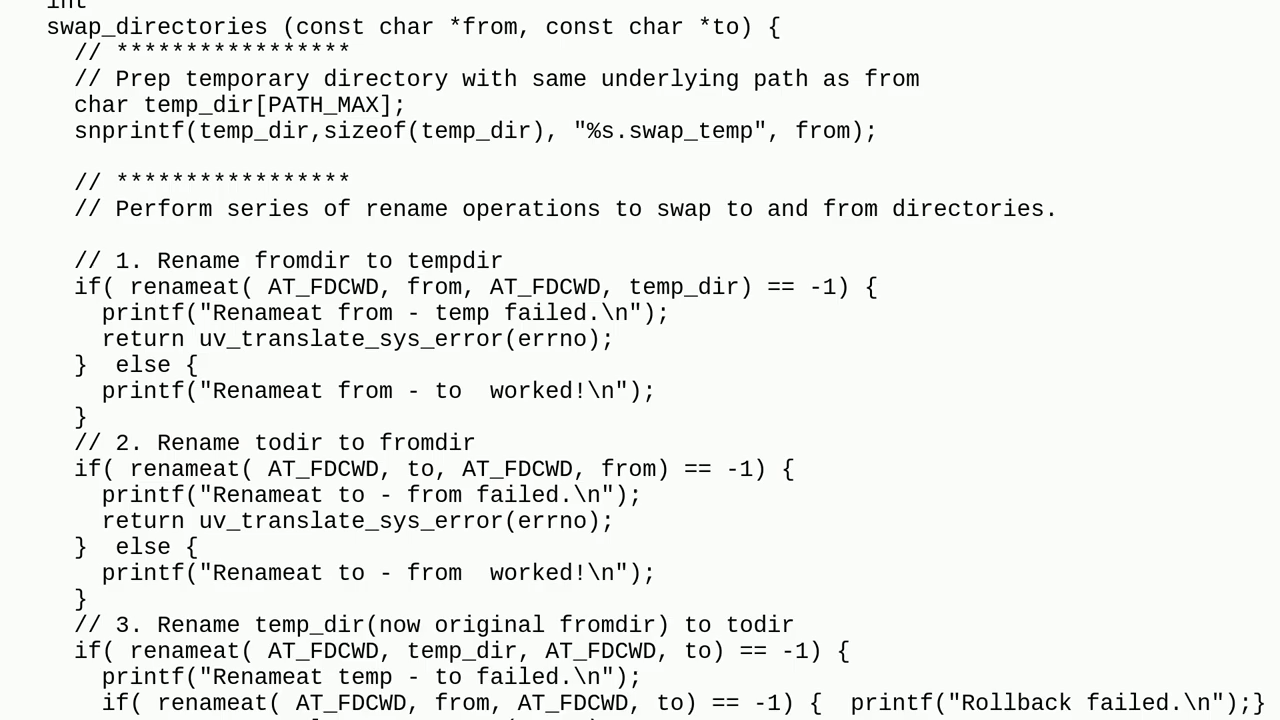 int
swap_directories (const char *from, const char *to) {
  // *****************
  // Prep temporary directory with same underlying path as from
  char temp_dir[PATH_MAX];
  snprintf(temp_dir,sizeof(temp_dir), "%s.swap_temp", from);

  // *****************
  // Perform series of rename operations to swap to and from directories.

  // 1. Rename fromdir to tempdir
  if( renameat( AT_FDCWD, from, AT_FDCWD, temp_dir) == -1) {
    printf("Renameat from - temp failed.\n");
    return uv_translate_sys_error(errno);
  }  else {
    printf("Renameat from - to  worked!\n");
  }
  // 2. Rename todir to fromdir
  if( renameat( AT_FDCWD, to, AT_FDCWD, from) == -1) {
    printf("Renameat to - from failed.\n");
    return uv_translate_sys_error(errno);
  }  else {
    printf("Renameat to - from  worked!\n");
  }
  // 3. Rename temp_dir(now original fromdir) to todir
  if( renameat( AT_FDCWD, temp_dir, AT_FDCWD, to) == -1) {
    printf("Renameat temp - to failed.\n");
    if( renameat( AT_FDCWD, from, AT_FDCWD, to) == -1) {  printf("Rollback failed.\n");}